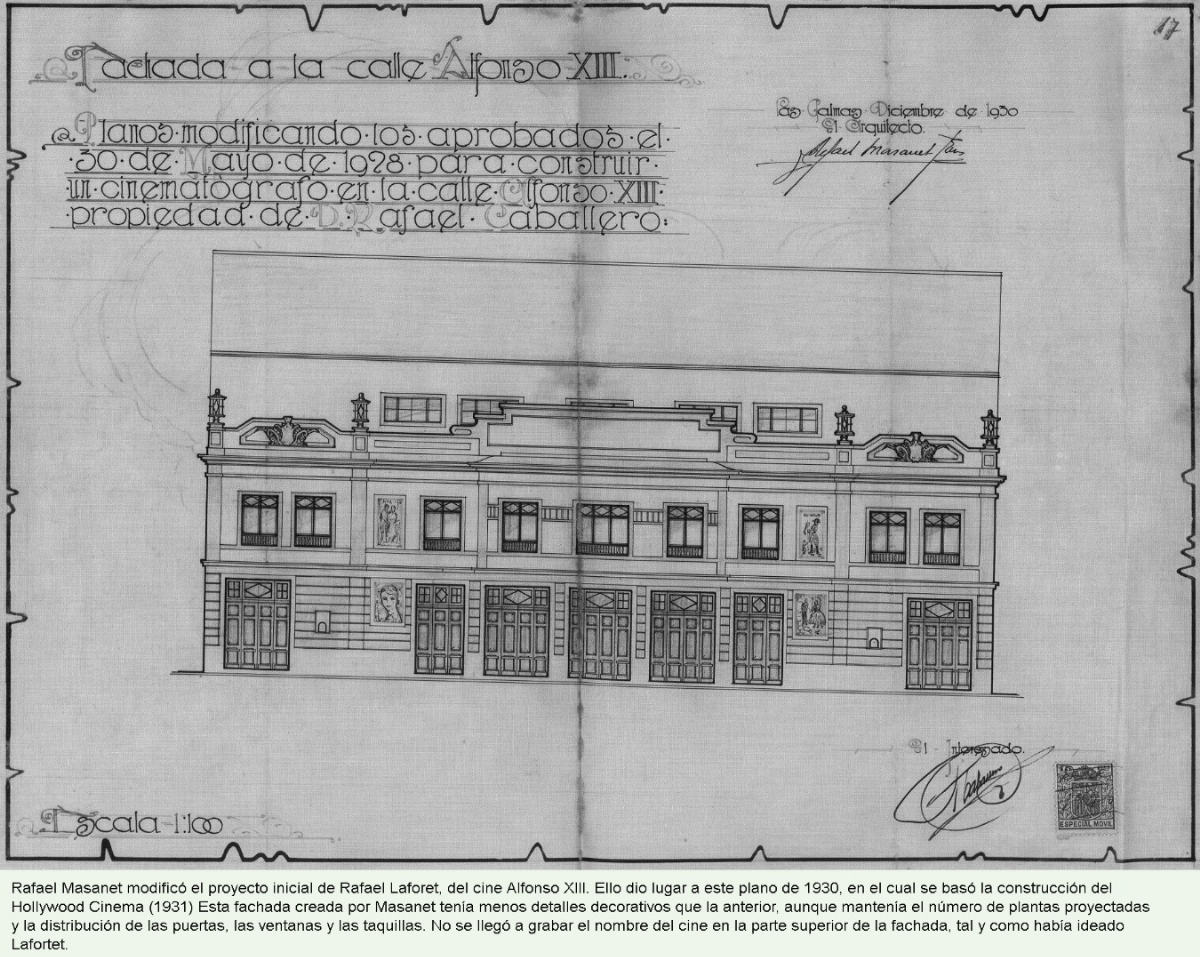 17
Fachada a la calle Alfonso XIII.
Las Palmas Diciembre de 1930
El Arquitecto.
Rafael Masanet
Planos·modificando·los·aprobados·el·
·30·de·Mayo·de·1928·para·construir·
un·cinematógrafo·en·la·calle·Alfonso·XIII·
·propiedad·de·D.Rafael·Caballero:
El Interesado.
ESPECIAL MOVIL
Escala 1:100
Rafael Masanet modificó el proyecto inicial de Rafael Laforet, del cine Alfonso XIII. Ello dio lugar a este plano de 1930, en el cual se basó la construcción del
Hollywood Cinema (1931) Esta fachada creada por Masanet tenía menos detalles decorativos que la anterior, aunque mantenía el número de plantas proyectadas
y la distribución de las puertas, las ventanas y las taquillas. No se llegó a grabar el nombre del cine en la parte superior de la fachada, tal y como había ideado
Lafortet.